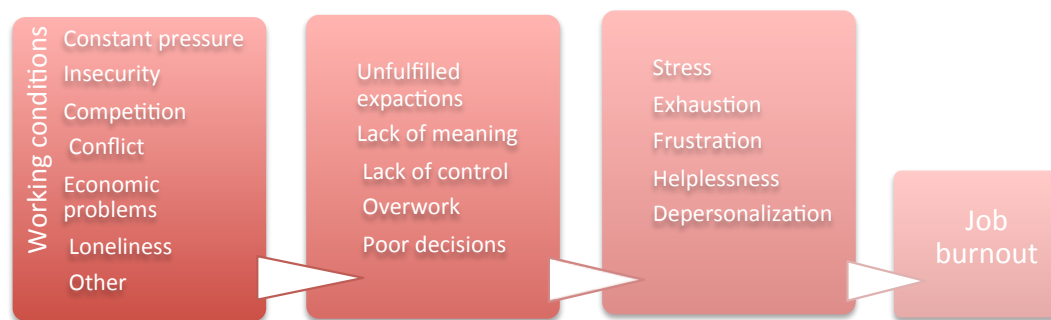 Working conditions
Constant pressure
Insecurity
Competition
Conflict
Economic
problems
Loneliness
Other
Unfulfilled
expactions
Lack of meaning
Lack of control
Overwork
Poor decisions
Stress
Exhaustion
Frustration
Helplessness
Depersonalization
Job
burnout